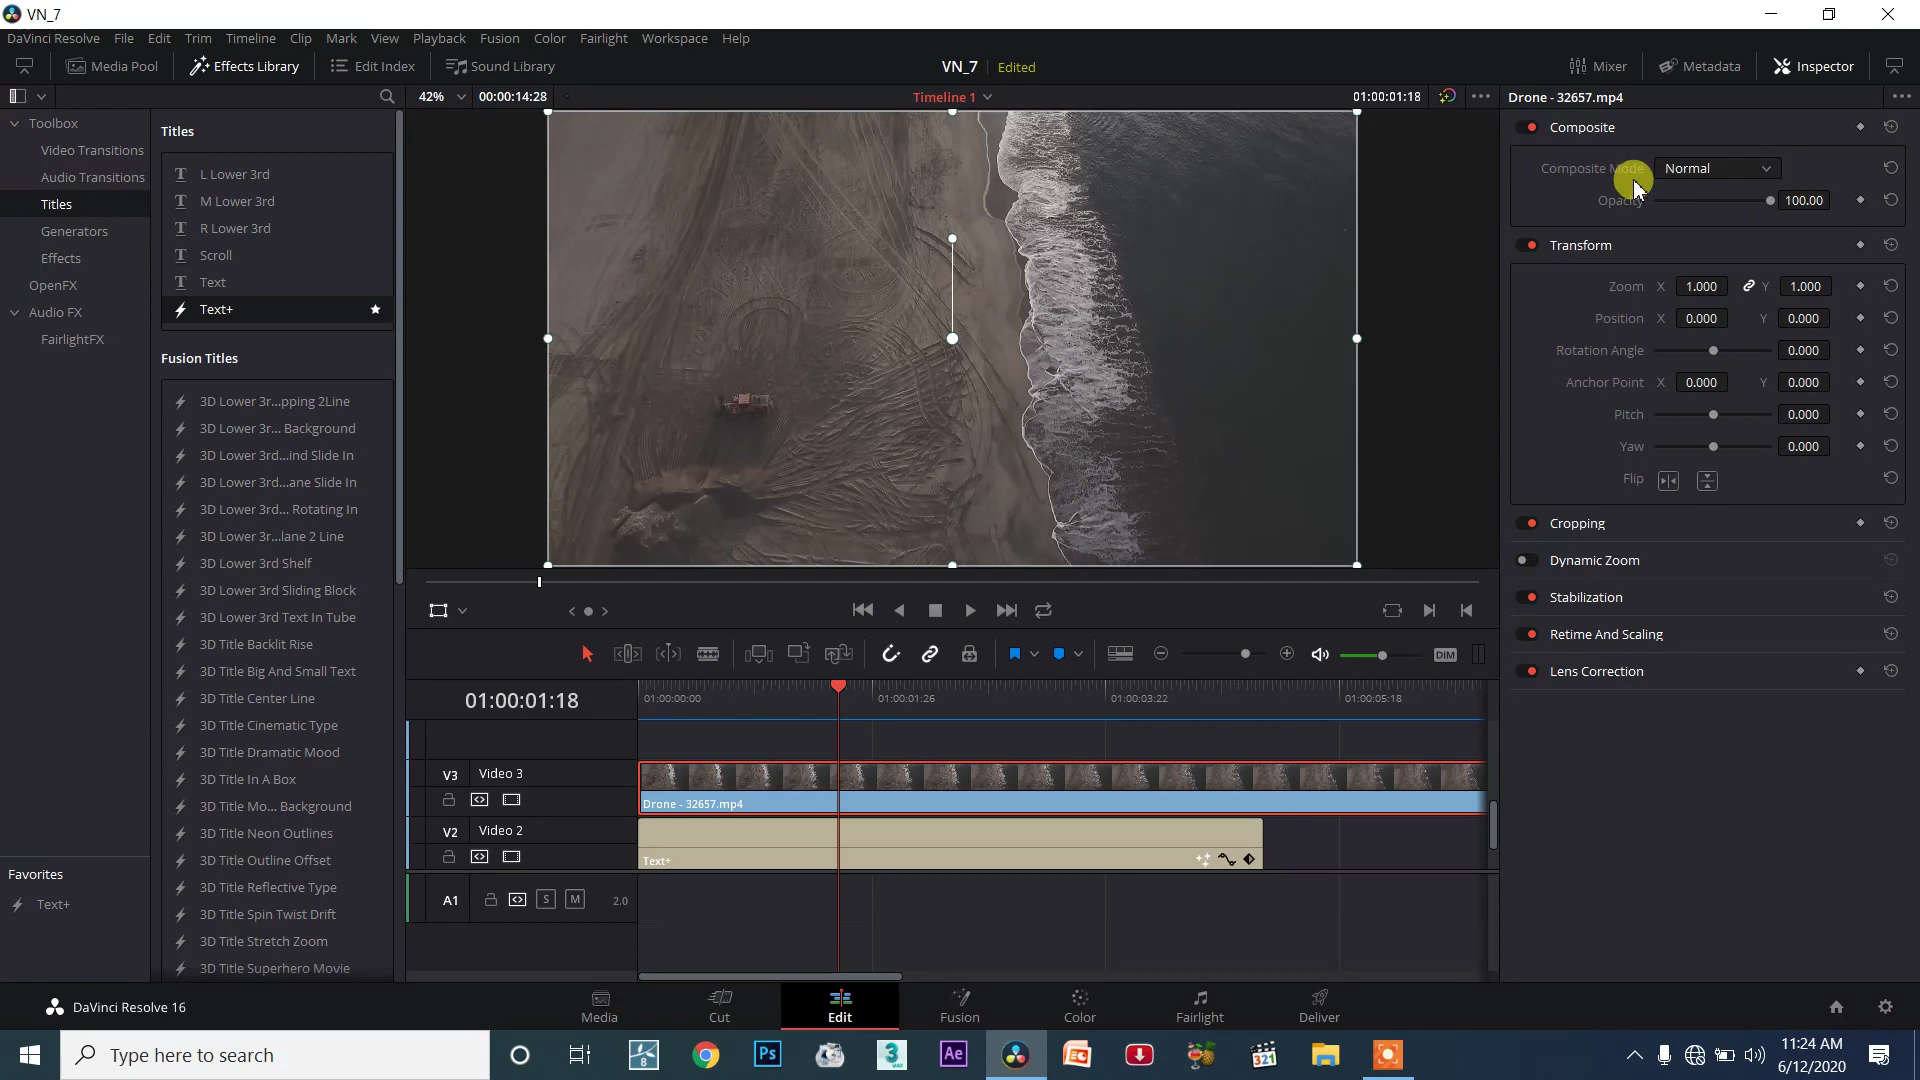 VN_7
DaVinci Resolve File Edit Trim Timeline Clip Mark View Playback Fusion Color Fairlight Workspace Help
Media Pool Effects Library Edit Index Sound Library VN_7 Edited Mixer Metadata Inspector
42% 00:00:14:28 Timeline 1 01:00:01:18 Drone - 32657.mp4
Toolbox
Video Transitions
Audio Transitions
Titles
Generators
Effects
OpenFX
Audio FX
FairlightFX
Favorites
Text+
Titles
L Lower 3rd
M Lower 3rd
R Lower 3rd
Scroll
Text
Text+
Fusion Titles
3D Lower 3r...pping 2Line
3D Lower 3r... Background
3D Lower 3rd...ind Slide In
3D Lower 3rd...ane Slide In
3D Lower 3rd... Rotating In
3D Lower 3r...lane 2 Line
3D Lower 3rd Shelf
3D Lower 3rd Sliding Block
3D Lower 3rd Text In Tube
3D Title Backlit Rise
3D Title Big And Small Text
3D Title Center Line
3D Title Cinematic Type
3D Title Dramatic Mood
3D Title In A Box
3D Title Mo... Background
3D Title Neon Outlines
3D Title Outline Offset
3D Title Reflective Type
3D Title Spin Twist Drift
3D Title Stretch Zoom
3D Title Superhero Movie
Composite
Composite Mode Normal
Opacity 100.00
Transform
Zoom X 1.000 Y 1.000
Position X 0.000 Y 0.000
Rotation Angle 0.000
Anchor Point X 0.000 Y 0.000
Pitch 0.000
Yaw 0.000
Flip
Cropping
Dynamic Zoom
Stabilization
Retime And Scaling
Lens Correction
DIM
01:00:01:18 01:00:00:00 01:00:01:26 01:00:03:22 01:00:05:18
V3 Video 3
Drone - 32657.mp4
V2 Video 2
Text+
A1 S M 2.0
DaVinci Resolve 16 Media Cut Edit Fusion Color Fairlight Deliver
Type here to search
8 Ps 3 MAX Ae 321
11:24 AM
6/12/2020